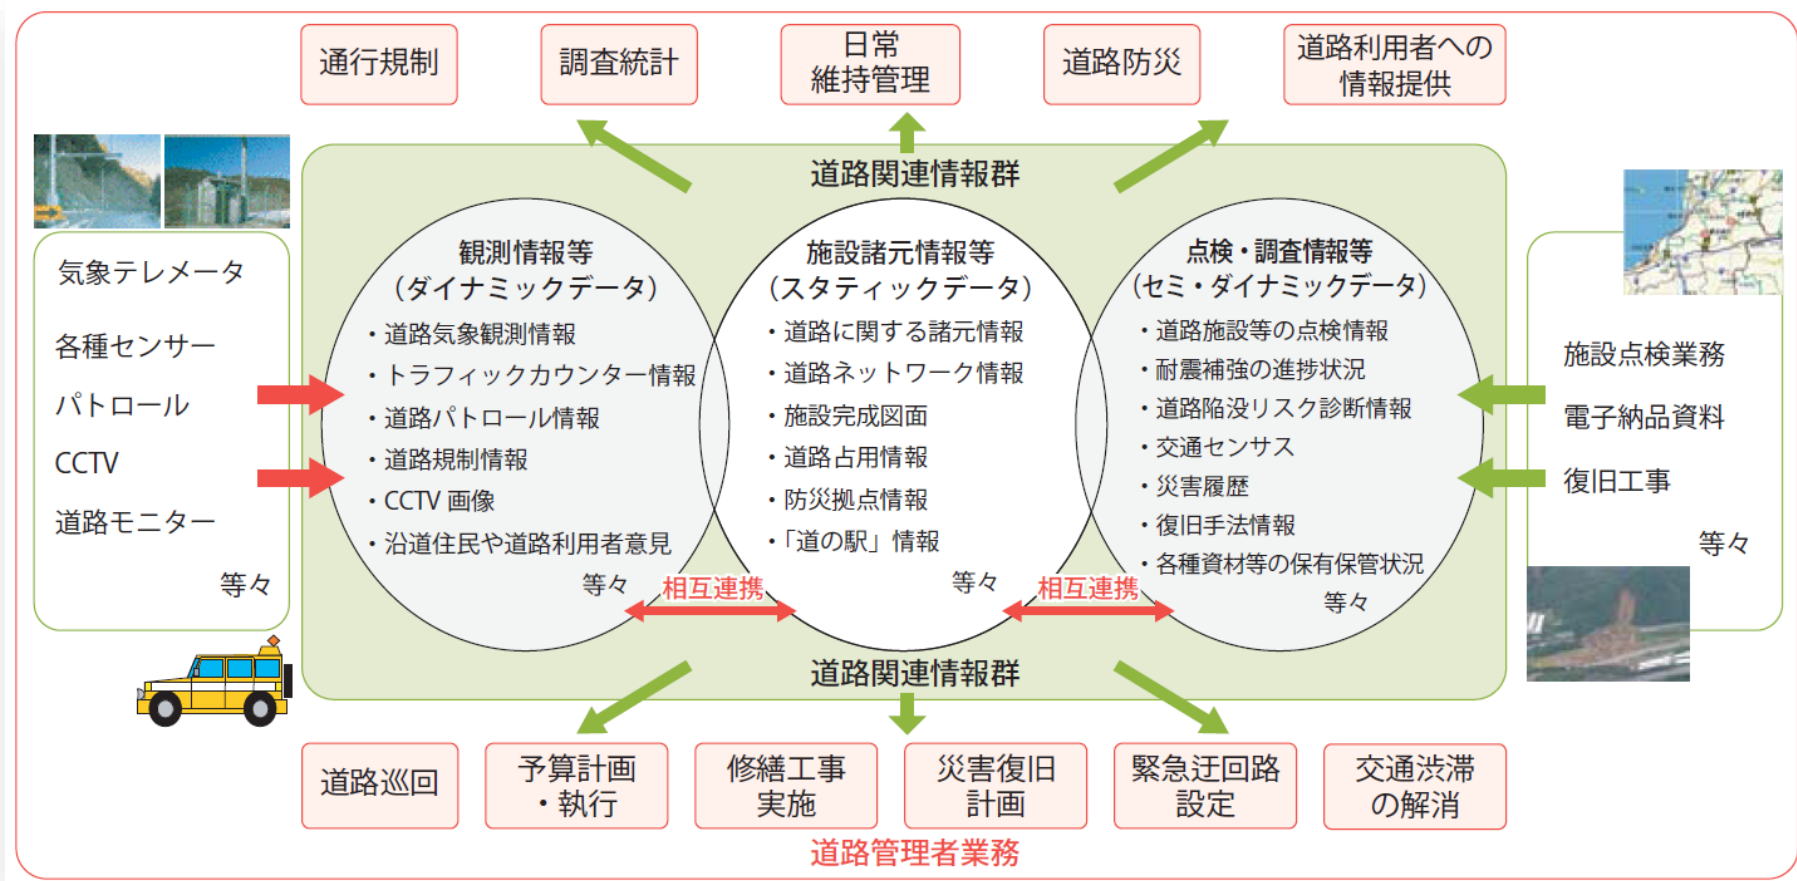 通行規制
調査統計
日常
維持管理
道路防災
道路利用者への
情報提供
道路関連情報群
気象テレメータ
各種センサー
パトロール
CCTV
道路モニター
等々
観測情報等
（ダイナミックデータ）
・道路気象観測情報
・トラフィックカウンター情報
・道路パトロール情報
・道路規制情報
・CCTV 画像
・沿道住民や道路利用者意見
等々
相互連携
施設諸元情報等
（スタティックデータ）
・道路に関する諸元情報
・道路ネットワーク情報
・施設完成図面
・道路占用情報
・防災拠点情報
・「道の駅」情報
等々
相互連携
点検・調査情報等
（セミ・ダイナミックデータ）
・道路施設等の点検情報
・耐震補強の進捗状況
・道路陥没リスク診断情報
・交通センサス
・災害履歴
・復旧手法情報
・各種資材等の保有保管状況
等々
施設点検業務
電子納品資料
復旧工事
等々
道路関連情報群
道路巡回
予算計画
・執行
修繕工事
実施
災害復旧
計画
緊急迂回路
設定
交通渋滞
の解消
道路管理者業務